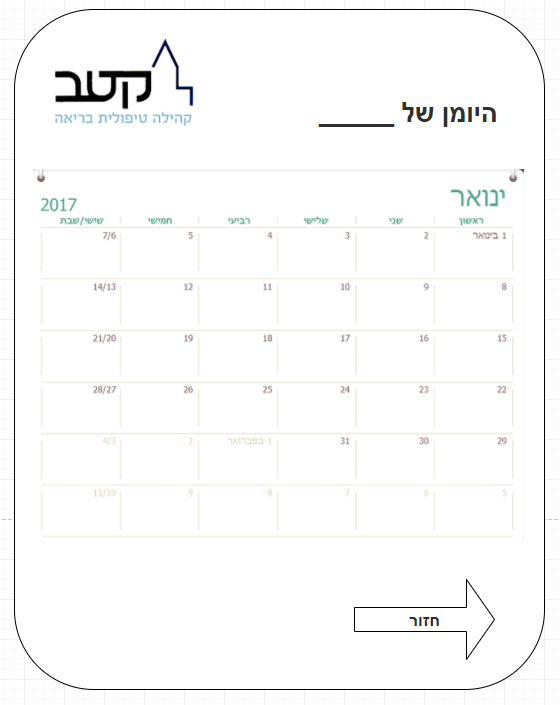 קטב
קהילה טיפולית בריאה
היומן של ______
ינואר 2017
ראשון שני שלישי רביעי חמישי שישי/שבת
1 בינואר 2 3 4 5 7/6
8 9 10 11 12 14/13
15 16 17 18 19 21/20
22 23 24 25 26 28/27
29 30 31 1 בפברואר 2 4/3
5 6 7 8 9 11/10
חזור